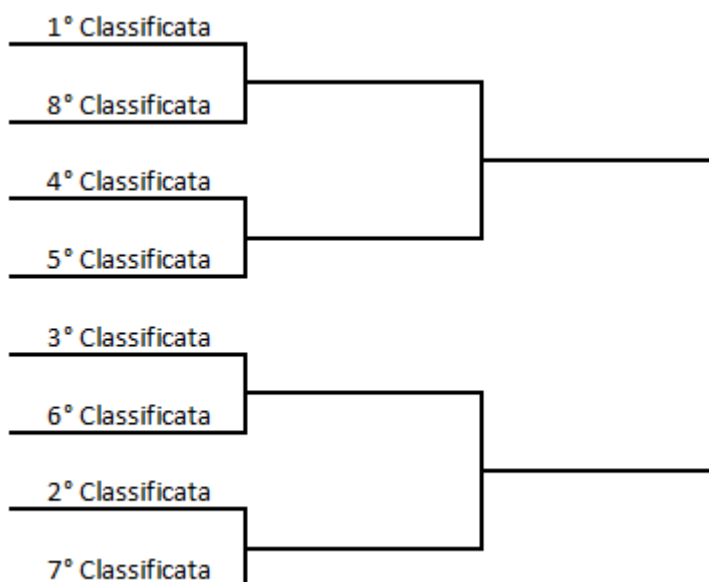 1° Classificata
8° Classificata
4° Classificata
5° Classificata
3° Classificata
6° Classificata
2° Classificata
7° Classificata